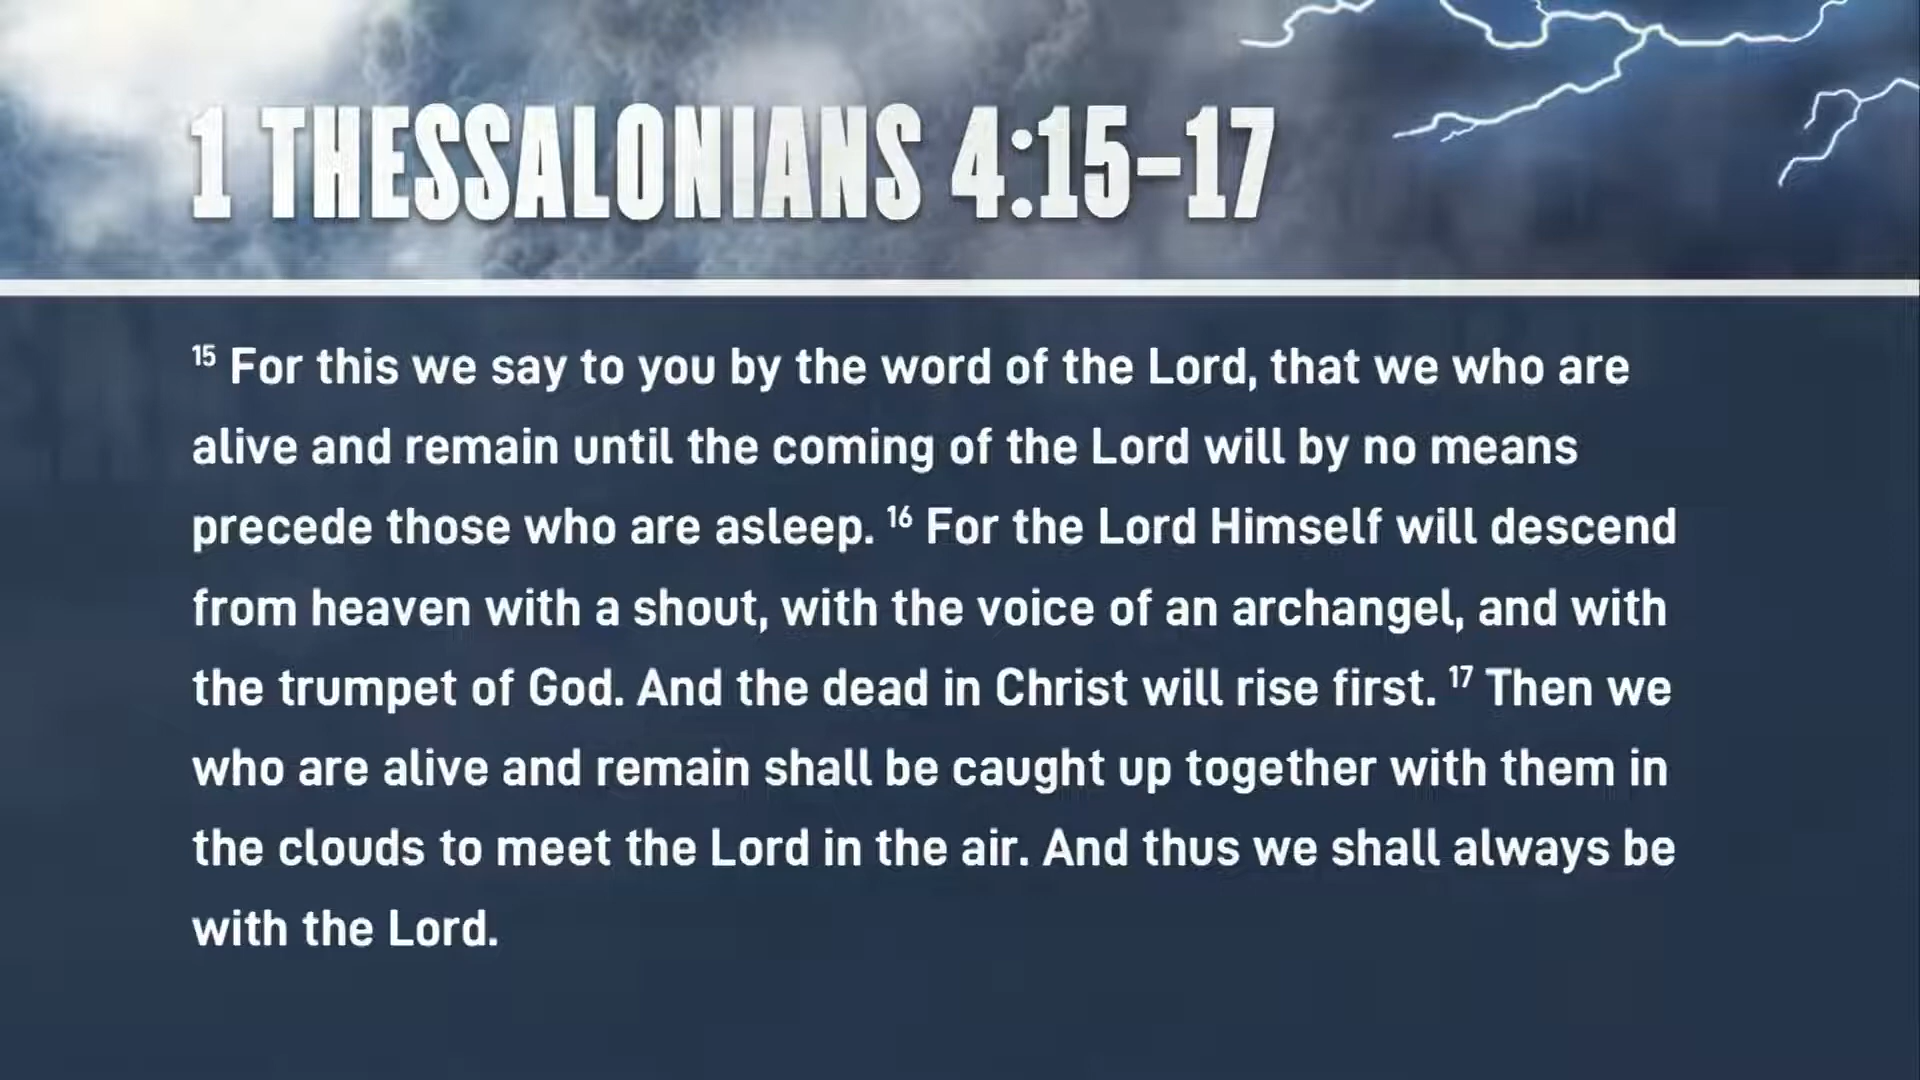 1 THESSALONIANS 4:15-17
15 For this we say to you by the word of the Lord, that we who are
alive and remain until the coming of the Lord will by no means
precede those who are asleep. 16 For the Lord Himself will descend
from heaven with a shout, with the voice of an archangel, and with
the trumpet of God. And the dead in Christ will rise first. 17 Then we
who are alive and remain shall be caught up together with them in
the clouds to meet the Lord in the air. And thus we shall always be
with the Lord.